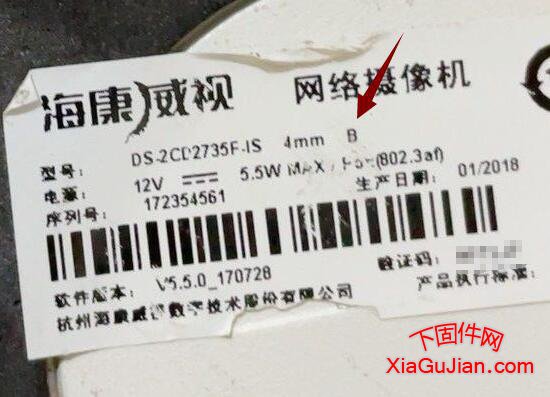 海康威视 网络摄像机
型号: DS-2CD2735F-IS 4mm B
电源: 12V 5.5W MAX / PoE(802.3af)
序列号: 172354561 生产日期: 01/2018
验证码:
软件版本: V5.5.0_170728 产品执行标准:
杭州海康威视数字技术股份有限公司
下固件网
XiaGuJian.com